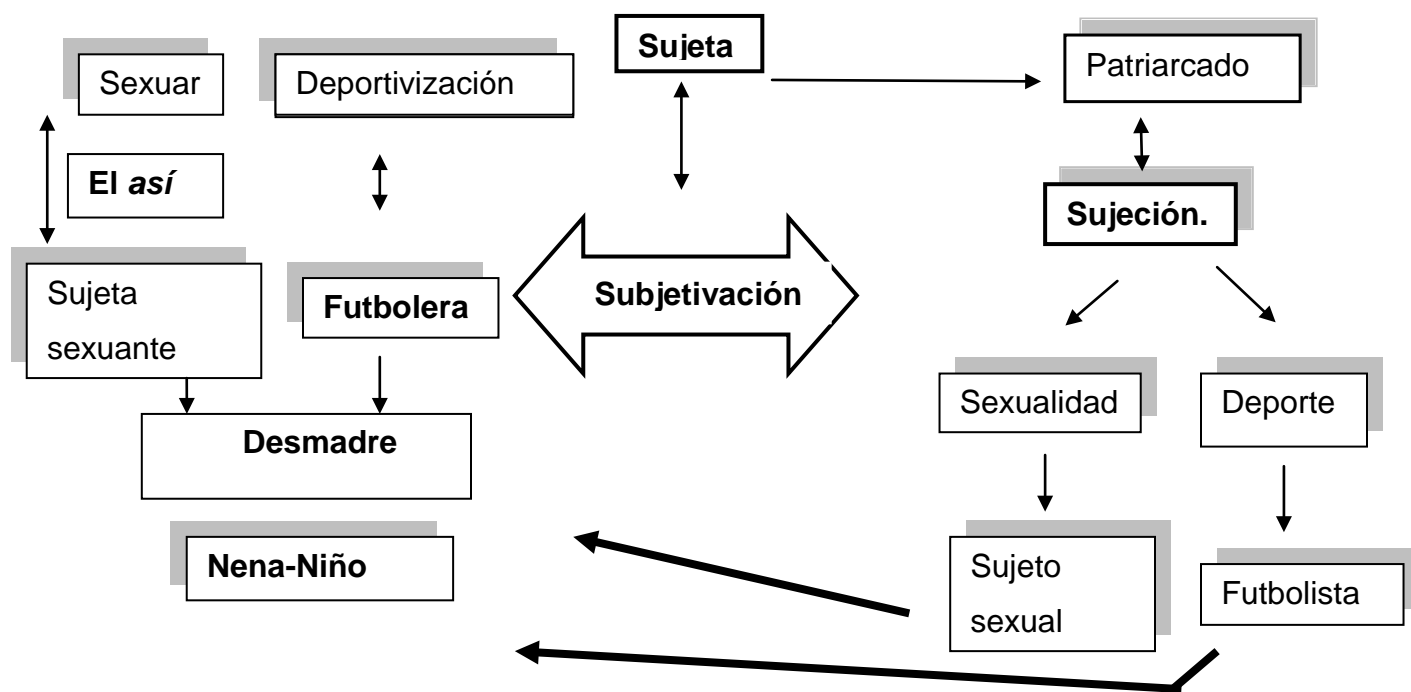 Sujeta
Sexuar
Deportivización
Patriarcado
El así
Sujeción.
Sujeta
sexuante
Futbolera
Subjetivación
Sexualidad
Deporte
Desmadre
Nena-Niño
Sujeto
sexual
Futbolista